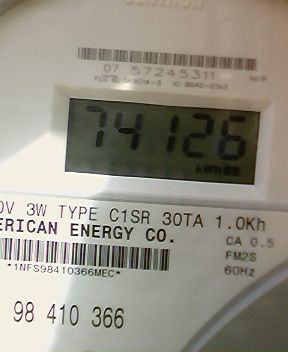 07 57245311
74126
kWh
0V 3W TYPE C1SR 30TA 1.0Kh
ERICAN ENERGY CO.
CA 0.5
*1NFS98410366MEC*
FM2S
60Hz
98 410 366